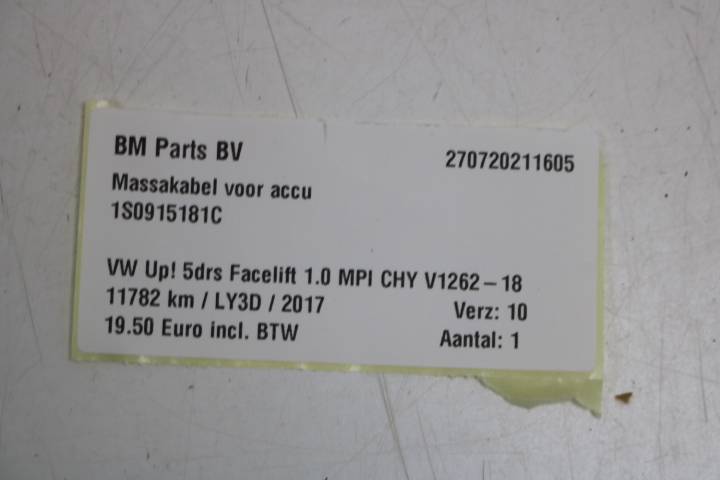 BM Parts BV 270720211605
Massakabel voor accu
1S0915181C
VW Up! 5drs Facelift 1.0 MPI CHY V1262-18
11782 km / LY3D / 2017 Verz: 10
19.50 Euro incl. BTW Aantal: 1